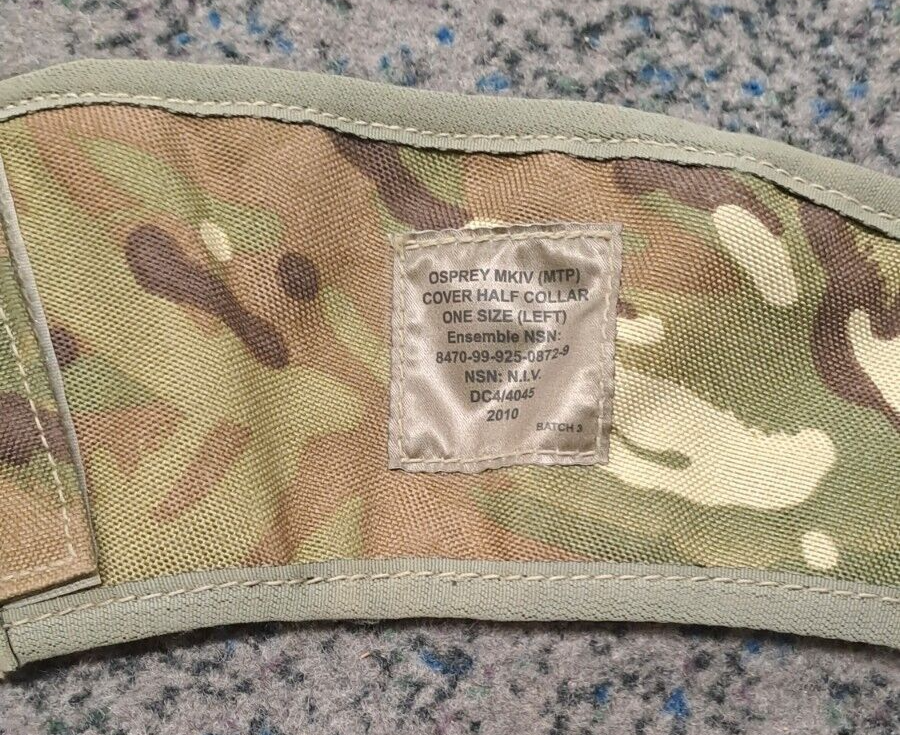 OSPREY MKIV (MTP)
COVER HALF COLLAR
ONE SIZE (LEFT)
Ensemble NSN:
8470-99-925-0872-9
NSN: N.I.V.
DC4/4045
2010
BATCH 3